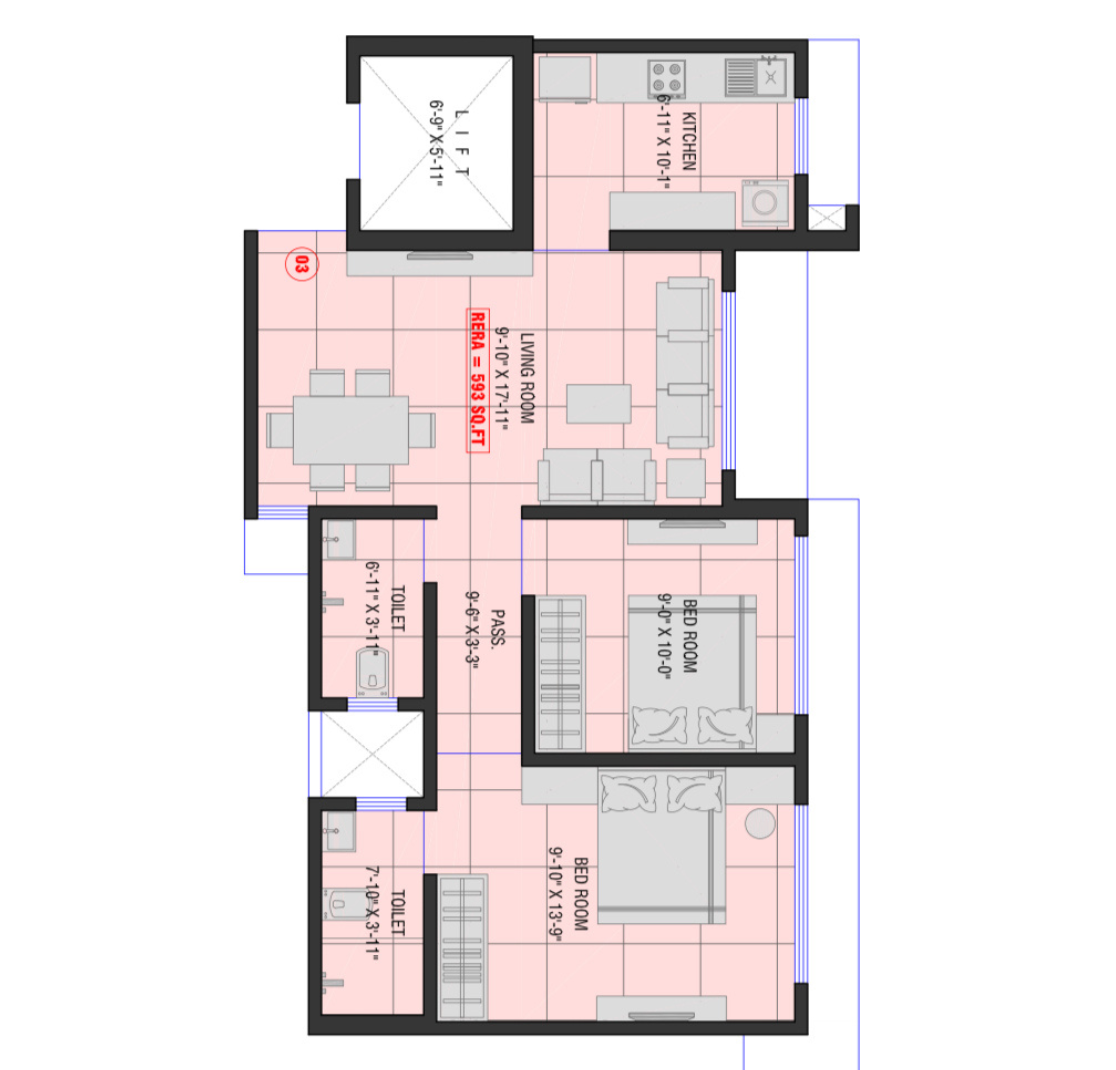 L I F T
6'-9" X 5'-11"
KITCHEN
6'-11" X 10'-1"
03
LIVING ROOM
9'-10" X 17'-11"
RERA = 593 SQ.FT
TOILET
6'-11" X 3'-11"
PASS.
9'-6" X 3'-3"
BED ROOM
9'-0" X 10'-0"
TOILET
7'-10" X 3'-11"
BED ROOM
9'-10" X 13'-9"